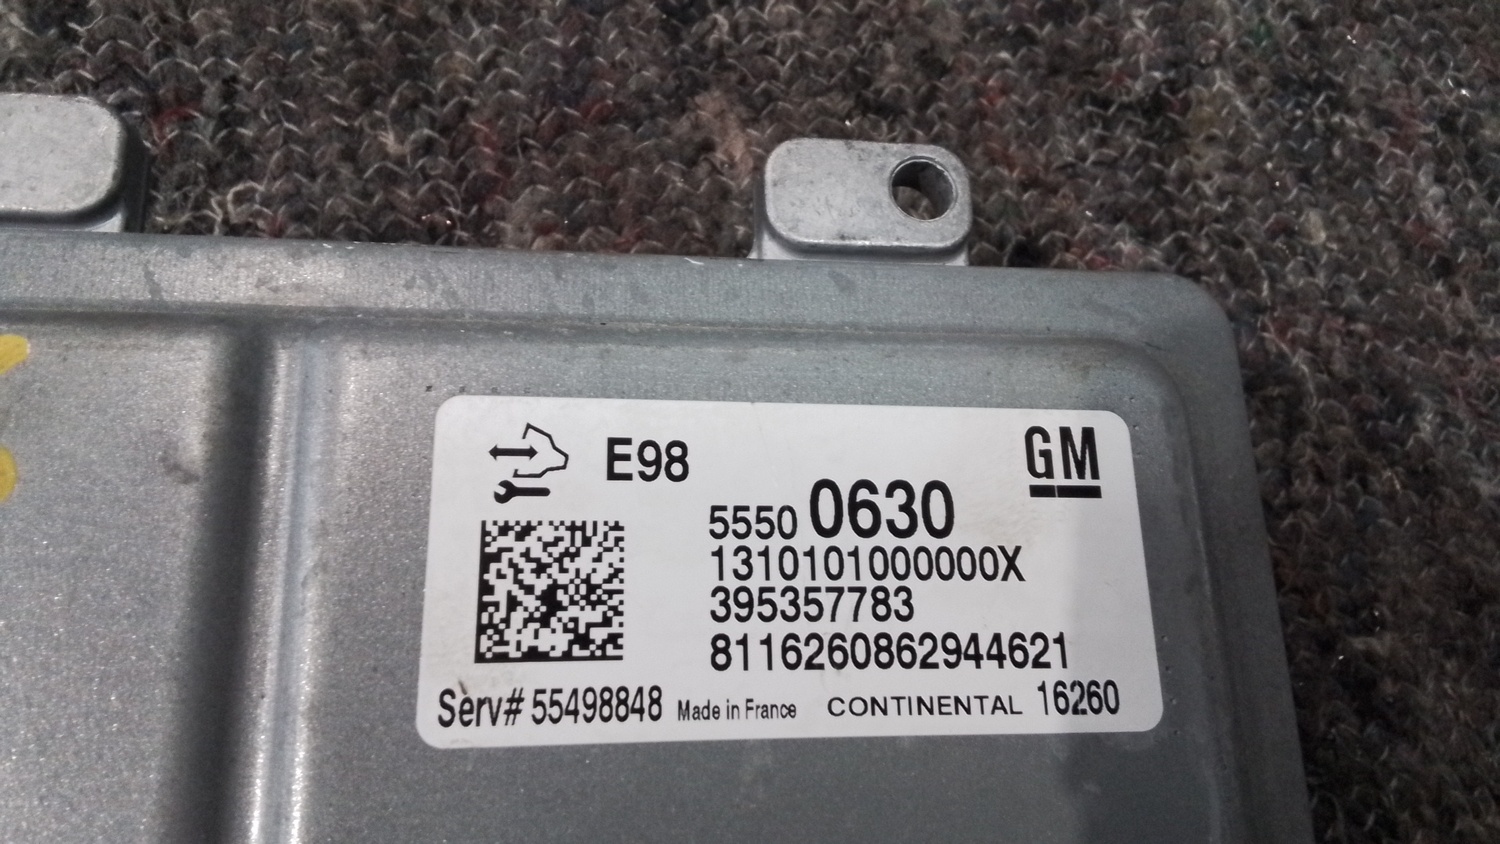 E98
GM
5550 0630
1310101000000X
395357783
8116260862944621
Serv# 55498848 Made in France CONTINENTAL 16260